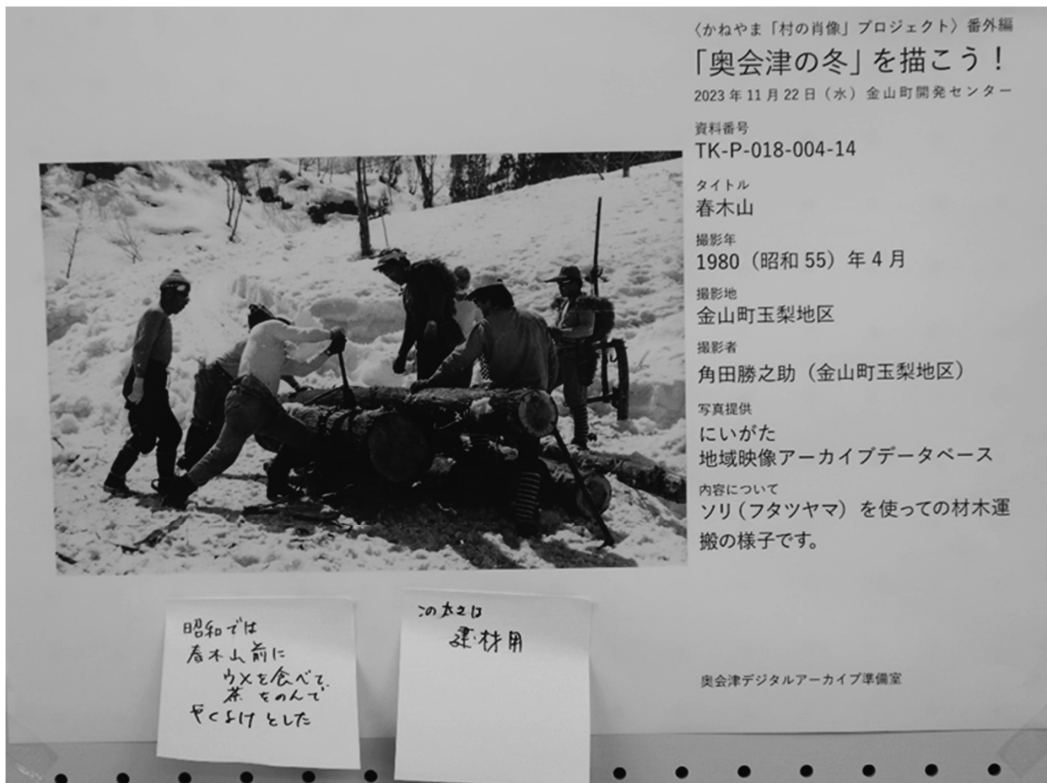 〈かねやま「村の肖像」プロジェクト〉番外編
「奥会津の冬」を描こう！
2023年11月22日（水）金山町開発センター
資料番号
TK-P-018-004-14
タイトル
春木山
撮影年
1980（昭和55）年4月
撮影地
金山町玉梨地区
撮影者
角田勝之助（金山町玉梨地区）
写真提供
にいがた
地域映像アーカイブデータベース
内容について
ソリ（フタツヤマ）を使っての材木運
搬の様子です。
昭和では
春木山前に
ウメを食べて
茶をのんで
やくよけとした
この太さは
建材用
奥会津デジタルアーカイブ準備室